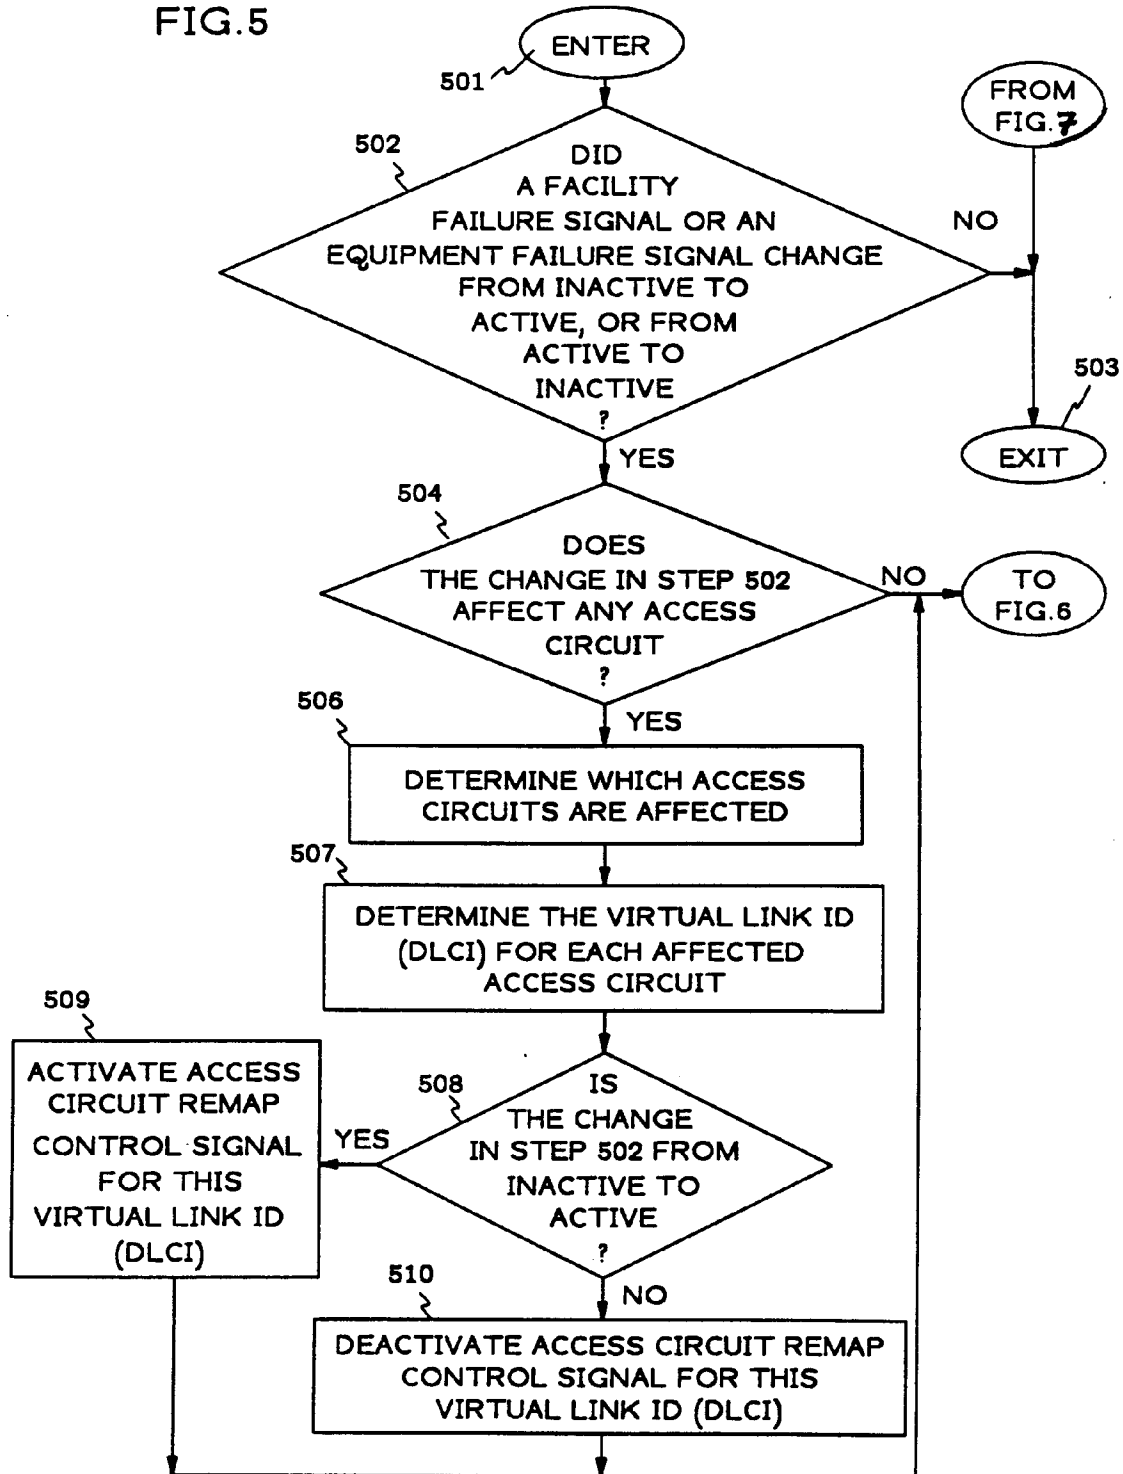 FIG.5
ENTER
501
FROM
FIG.7
502
DID
A FACILITY
FAILURE SIGNAL OR AN
EQUIPMENT FAILURE SIGNAL CHANGE
FROM INACTIVE TO
ACTIVE, OR FROM
ACTIVE TO
INACTIVE
?
NO
503
EXIT
YES
504
DOES
THE CHANGE IN STEP 502
AFFECT ANY ACCESS
CIRCUIT
?
NO
TO
FIG.6
YES
506
DETERMINE WHICH ACCESS
CIRCUITS ARE AFFECTED
507
DETERMINE THE VIRTUAL LINK ID
(DLCI) FOR EACH AFFECTED
ACCESS CIRCUIT
509
ACTIVATE ACCESS
CIRCUIT REMAP
CONTROL SIGNAL
FOR THIS
VIRTUAL LINK ID
(DLCI)
YES
508
IS
THE CHANGE
IN STEP 502 FROM
INACTIVE TO
ACTIVE
?
NO
510
DEACTIVATE ACCESS CIRCUIT REMAP
CONTROL SIGNAL FOR THIS
VIRTUAL LINK ID (DLCI)